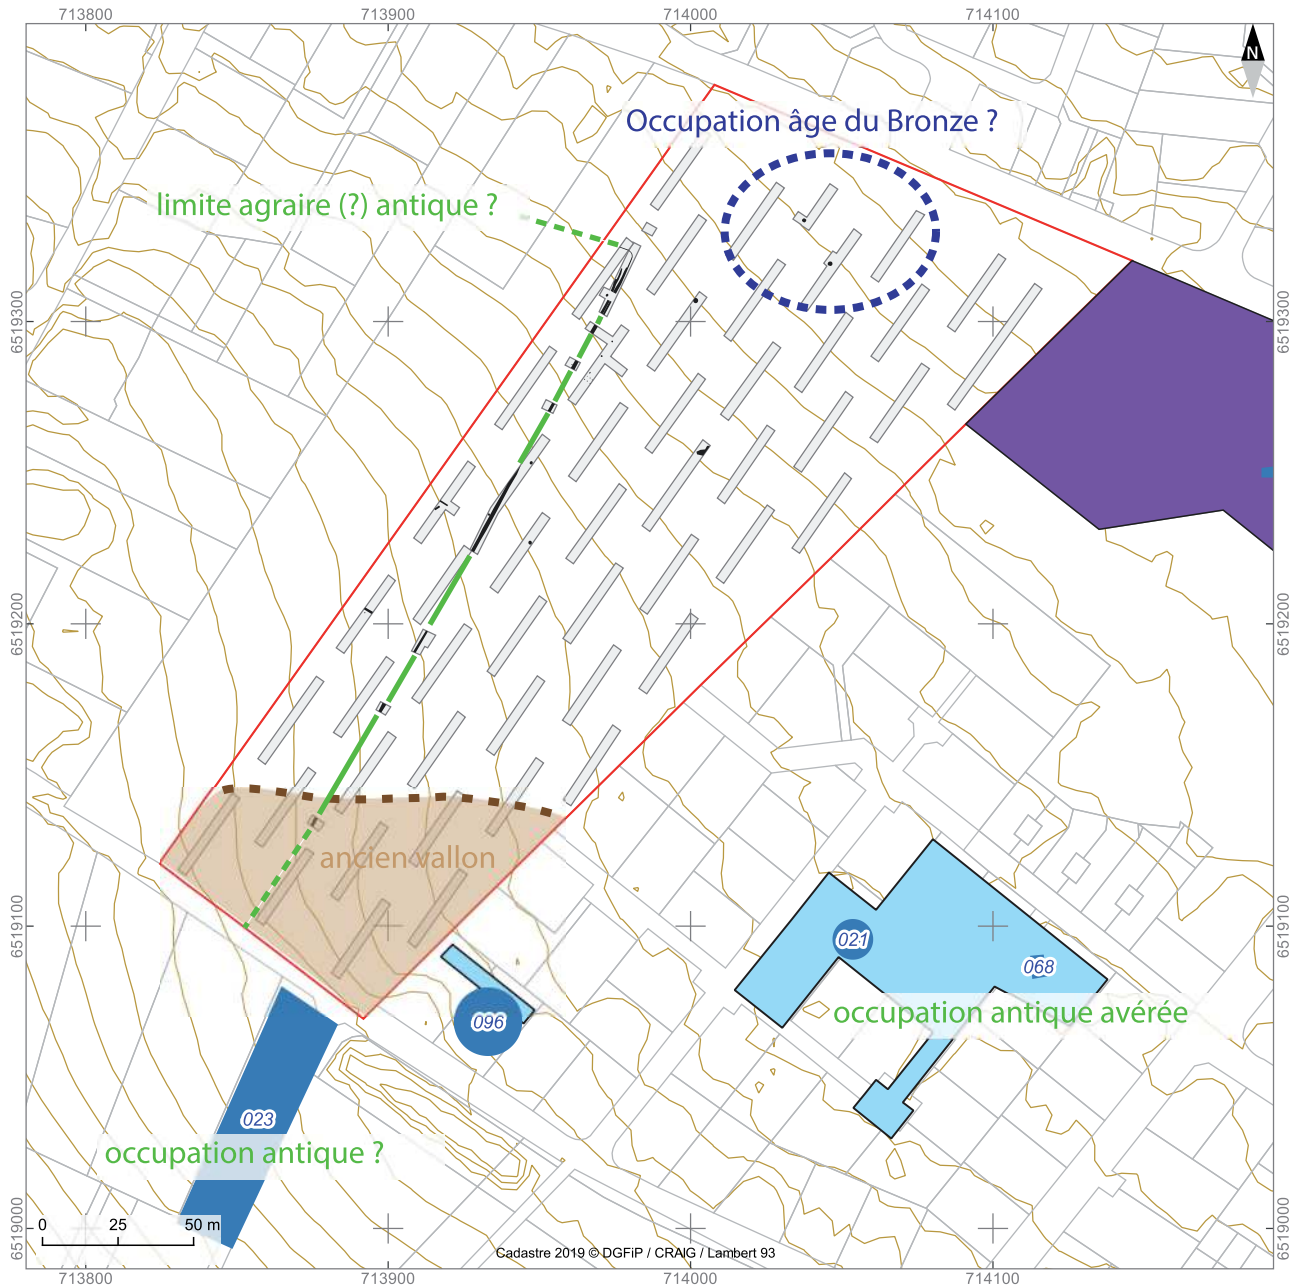 713800 713900 714000 714100
N
Occupation âge du Bronze ?
limite agraire (?) antique ?
6519300 6519300
6519200 6519200
ancien vallon
6519100 6519100
021
068
occupation antique avérée
096
023
occupation antique ?
6519000 6519000
0 25 50 m
Cadastre 2019 © DGFiP / CRAIG / Lambert 93
713800 713900 714000 714100